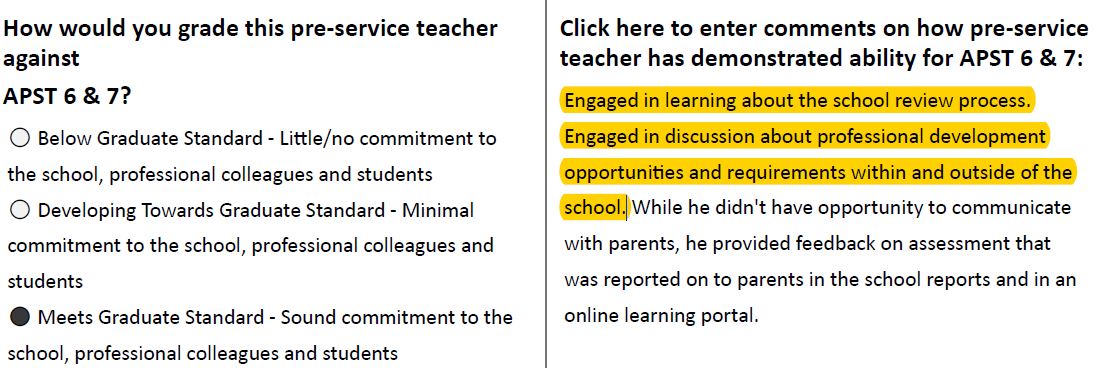 How would you grade this pre-service teacher
against
APST 6 & 7?
Below Graduate Standard - Little/no commitment to
the school, professional colleagues and students
Developing Towards Graduate Standard - Minimal
commitment to the school, professional colleagues and
students
Meets Graduate Standard - Sound commitment to the
school, professional colleagues and students
Click here to enter comments on how pre-service
teacher has demonstrated ability for APST 6 & 7:
Engaged in learning about the school review process.
Engaged in discussion about professional development
opportunities and requirements within and outside of the
school. While he didn't have opportunity to communicate
with parents, he provided feedback on assessment that
was reported on to parents in the school reports and in an
online learning portal.